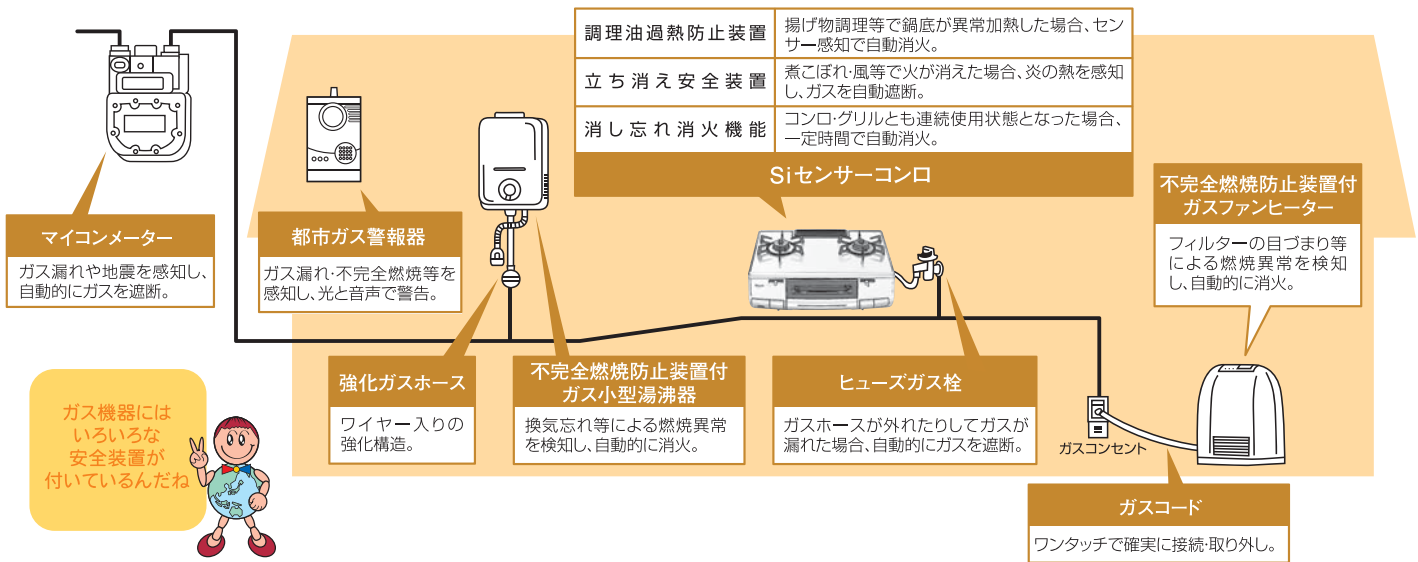 調理油過熱防止装置
揚げ物調理等で鍋底が異常加熱した場合、セン
サー感知で自動消火。
立ち消え安全装置
煮こぼれ・風等で火が消えた場合、炎の熱を感知
し、ガスを自動遮断。
消し忘れ消火機能
コンロ・グリルとも連続使用状態となった場合、
一定時間で自動消火。
Siセンサーコンロ
マイコンメーター
ガス漏れや地震を感知し、
自動的にガスを遮断。
都市ガス警報器
ガス漏れ・不完全燃焼等を
感知し、光と音声で警告。
不完全燃焼防止装置付
ガスファンヒーター
フィルターの目づまり等
による燃焼異常を検知
し、自動的に消火。
強化ガスホース
ワイヤー入りの
強化構造。
不完全燃焼防止装置付
ガス小型湯沸器
換気忘れ等による燃焼異常
を検知し、自動的に消火。
ヒューズガス栓
ガスホースが外れたりしてガスが
漏れた場合、自動的にガスを遮断。
ガスコンセント
ガスコード
ワンタッチで確実に接続・取り外し。
ガス機器には
いろいろな
安全装置が
付いているんだね